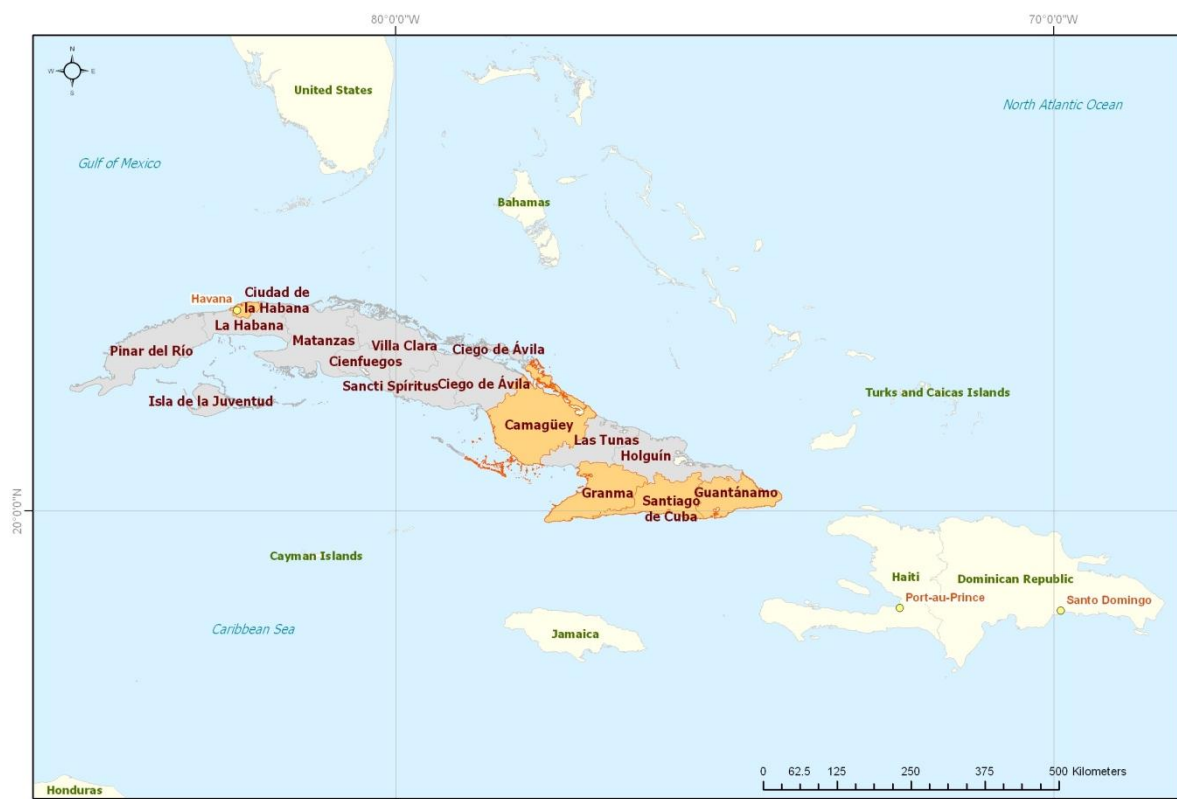 80°0'0"W
70°0'0"W
N
W
E
S
United States
North Atlantic Ocean
Gulf of Mexico
Bahamas
Havana
Ciudad de
la Habana
La Habana
Pinar del Río
Matanzas
Villa Clara
Ciego de Ávila
Cienfuegos
Sancti Spíritus
Ciego de Ávila
Isla de la Juventud
Turks and Caicas Islands
Camagüey
Las Tunas
Holguín
Granma
Santiago
de Cuba
Guantánamo
20°0'0"N
Cayman Islands
Haiti
Dominican Republic
Port-au-Prince
Santo Domingo
Caribbean Sea
Jamaica
0 62.5 125 250 375 500 Kilometers
Honduras